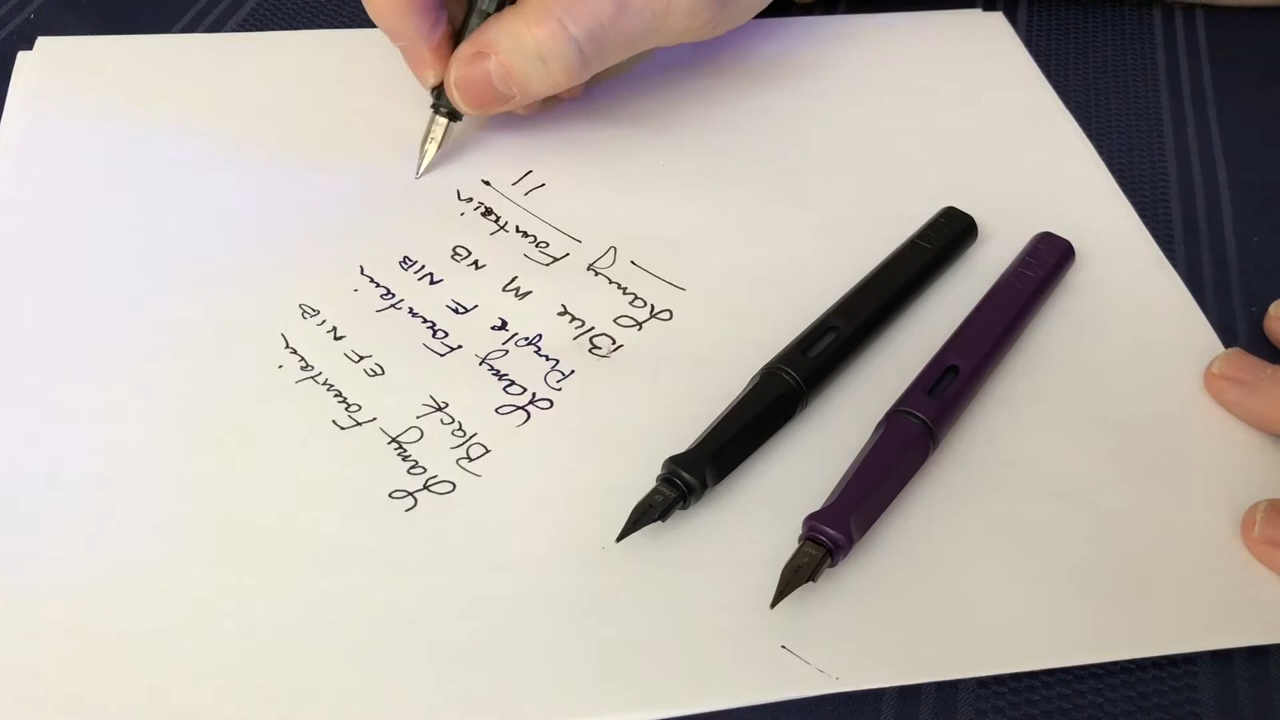 Lamy Fountain
Black EF NIB
Lamy Fountain
Purple F NIB
Blue M NB
Lamy Fountain